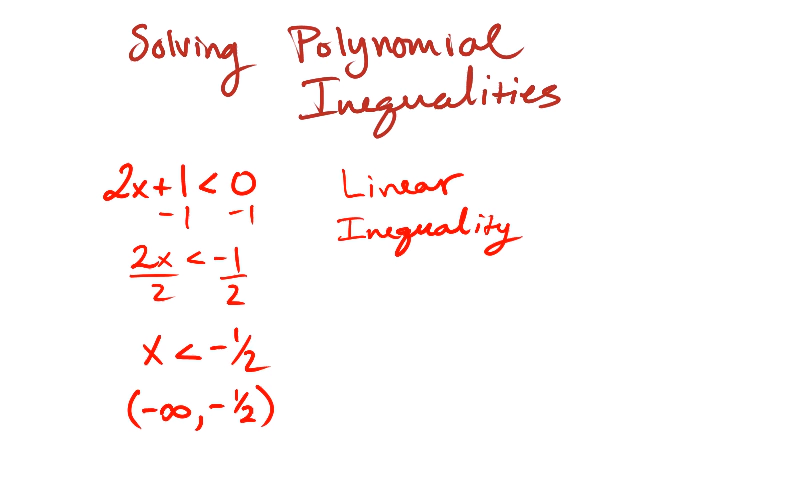 Solving Polynomial
Inequalities
2x+1 < 0
-1 -1
Linear
Inequality
2x < -1
2 2
x < -1/2
(-∞, -1/2)